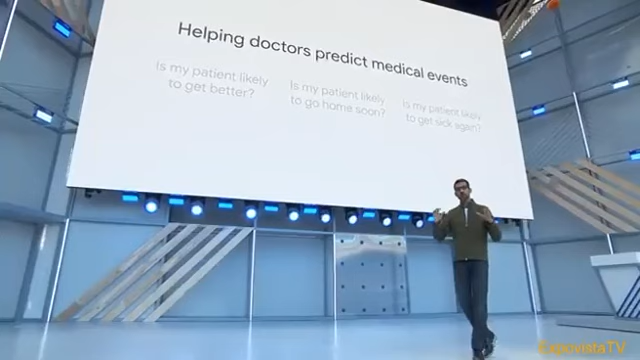 Helping doctors predict medical events
Is my patient likely
to get better?
Is my patient likely
to go home soon?
Is my patient likely
to get sick again?
ExpovistaTV